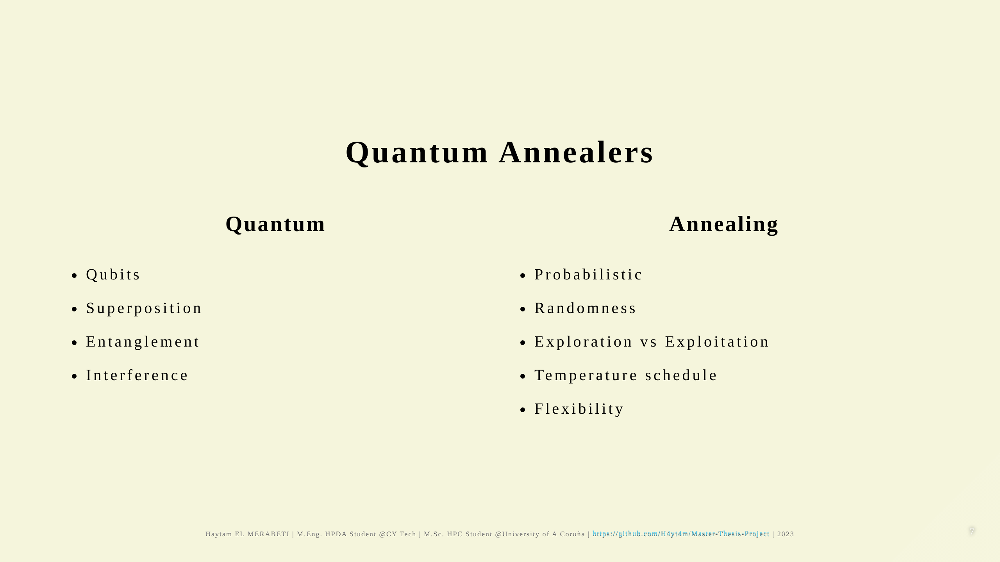 Quantum Annealers
Quantum
Qubits
Superposition
Entanglement
Interference
Annealing
Probabilistic
Randomness
Exploration vs Exploitation
Temperature schedule
Flexibility
Haytam EL MERABETI | M.Eng. HPDA Student @CY Tech | M.Sc. HPC Student @University of A Coruña | https://github.com/H4yt4m/Master-Thesis-Project | 2023
7